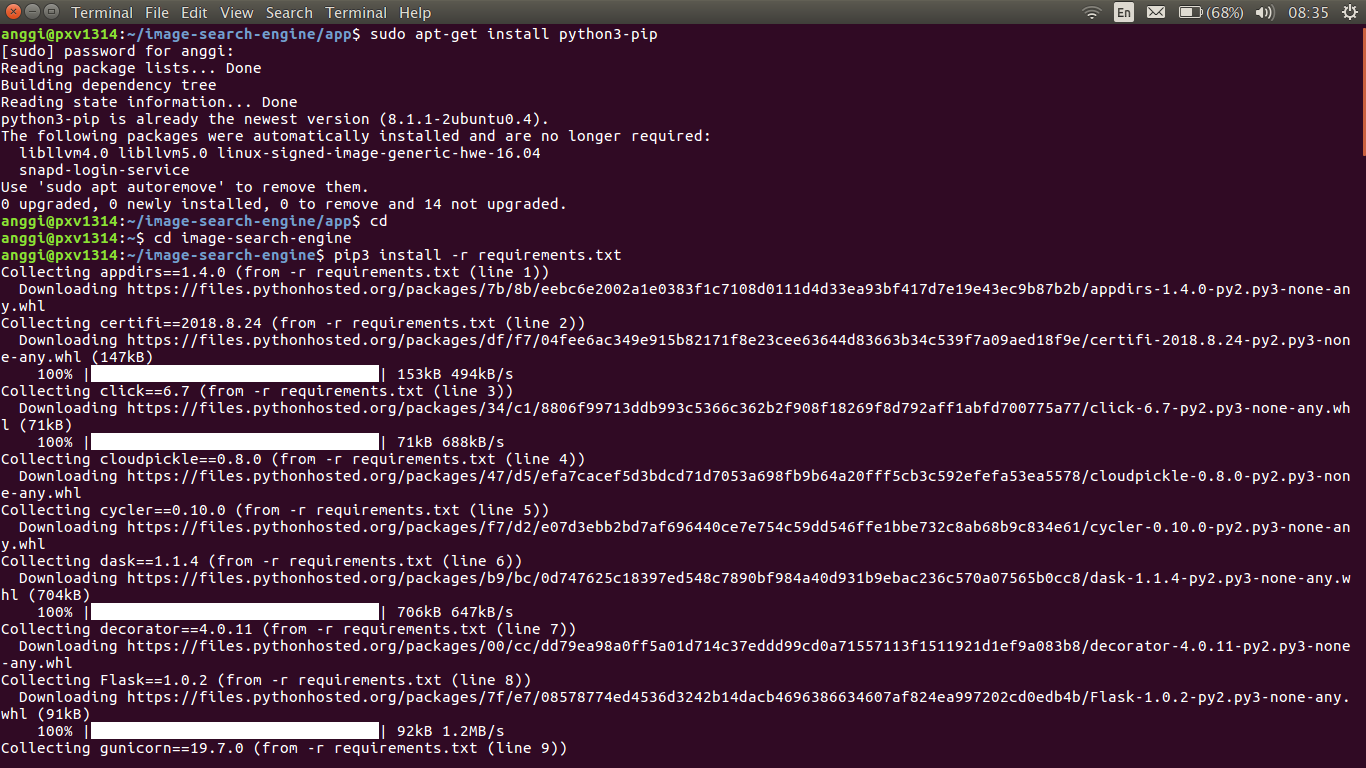 Terminal File Edit View Search Terminal Help En (68%) 08:35
anggi@pxv1314:~/image-search-engine/app$ sudo apt-get install python3-pip
[sudo] password for anggi:
Reading package lists... Done
Building dependency tree
Reading state information... Done
python3-pip is already the newest version (8.1.1-2ubuntu0.4).
The following packages were automatically installed and are no longer required:
  libllvm4.0 libllvm5.0 linux-signed-image-generic-hwe-16.04
  snapd-login-service
Use 'sudo apt autoremove' to remove them.
0 upgraded, 0 newly installed, 0 to remove and 14 not upgraded.
anggi@pxv1314:~/image-search-engine/app$ cd
anggi@pxv1314:~$ cd image-search-engine
anggi@pxv1314:~/image-search-engine$ pip3 install -r requirements.txt
Collecting appdirs==1.4.0 (from -r requirements.txt (line 1))
  Downloading https://files.pythonhosted.org/packages/7b/8b/eebc6e2002a1e0383f1c7108d0111d4d33ea93bf417d7e19e43ec9b87b2b/appdirs-1.4.0-py2.py3-none-an
y.whl
Collecting certifi==2018.8.24 (from -r requirements.txt (line 2))
  Downloading https://files.pythonhosted.org/packages/df/f7/04fee6ac349e915b82171f8e23cee63644d83663b34c539f7a09aed18f9e/certifi-2018.8.24-py2.py3-non
e-any.whl (147kB)
    100% |                                | 153kB 494kB/s
Collecting click==6.7 (from -r requirements.txt (line 3))
  Downloading https://files.pythonhosted.org/packages/34/c1/8806f99713ddb993c5366c362b2f908f18269f8d792aff1abfd700775a77/click-6.7-py2.py3-none-any.wh
l (71kB)
    100% |                                | 71kB 688kB/s
Collecting cloudpickle==0.8.0 (from -r requirements.txt (line 4))
  Downloading https://files.pythonhosted.org/packages/47/d5/efa7cacef5d3bdcd71d7053a698fb9b64a20fff5cb3c592efefa53ea5578/cloudpickle-0.8.0-py2.py3-non
e-any.whl
Collecting cycler==0.10.0 (from -r requirements.txt (line 5))
  Downloading https://files.pythonhosted.org/packages/f7/d2/e07d3ebb2bd7af696440ce7e754c59dd546ffe1bbe732c8ab68b9c834e61/cycler-0.10.0-py2.py3-none-an
y.whl
Collecting dask==1.1.4 (from -r requirements.txt (line 6))
  Downloading https://files.pythonhosted.org/packages/b9/bc/0d747625c18397ed548c7890bf984a40d931b9ebac236c570a07565b0cc8/dask-1.1.4-py2.py3-none-any.w
hl (704kB)
    100% |                                | 706kB 647kB/s
Collecting decorator==4.0.11 (from -r requirements.txt (line 7))
  Downloading https://files.pythonhosted.org/packages/00/cc/dd79ea98a0ff5a01d714c37eddd99cd0a71557113f1511921d1ef9a083b8/decorator-4.0.11-py2.py3-none
-any.whl
Collecting Flask==1.0.2 (from -r requirements.txt (line 8))
  Downloading https://files.pythonhosted.org/packages/7f/e7/08578774ed4536d3242b14dacb4696386634607af824ea997202cd0edb4b/Flask-1.0.2-py2.py3-none-any.
whl (91kB)
    100% |                                | 92kB 1.2MB/s
Collecting gunicorn==19.7.0 (from -r requirements.txt (line 9))